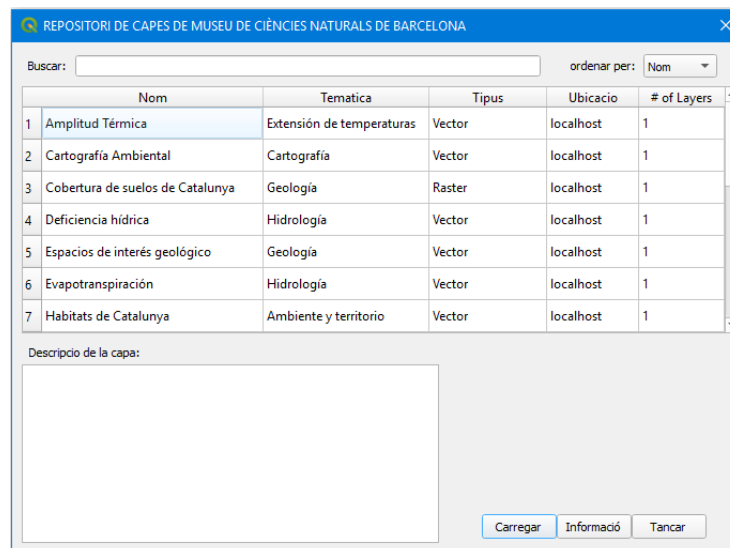 REPOSITORI DE CAPES DE MUSEU DE CIÈNCIES NATURALS DE BARCELONA
Buscar: ordenar per: Nom
Nom Tematica Tipus Ubicacio # of Layers
1 Amplitud Térmica Extensión de temperaturas Vector localhost 1
2 Cartografía Ambiental Cartografía Vector localhost 1
3 Cobertura de suelos de Catalunya Geología Raster localhost 1
4 Deficiencia hídrica Hidrología Vector localhost 1
5 Espacios de interés geológico Geología Vector localhost 1
6 Evapotranspiración Hidrología Vector localhost 1
7 Habitats de Catalunya Ambiente y territorio Vector localhost 1
Descripcio de la capa:
Carregar Informació Tancar